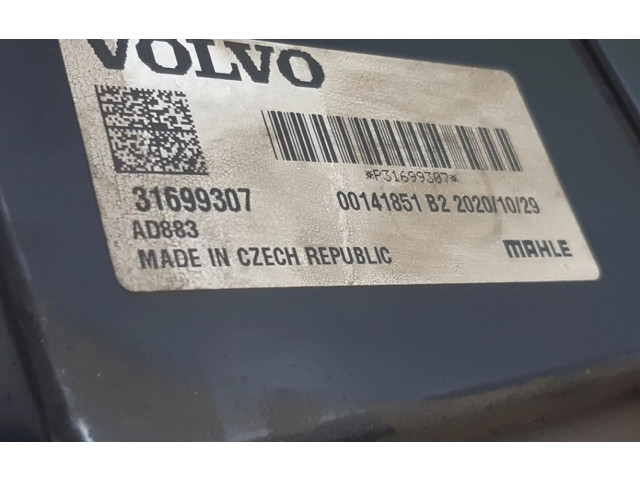 VOLVO
*P31699307*
31699307
00141851 B2 2020/10/29
AD883
MADE IN CZECH REPUBLIC
MAHLE